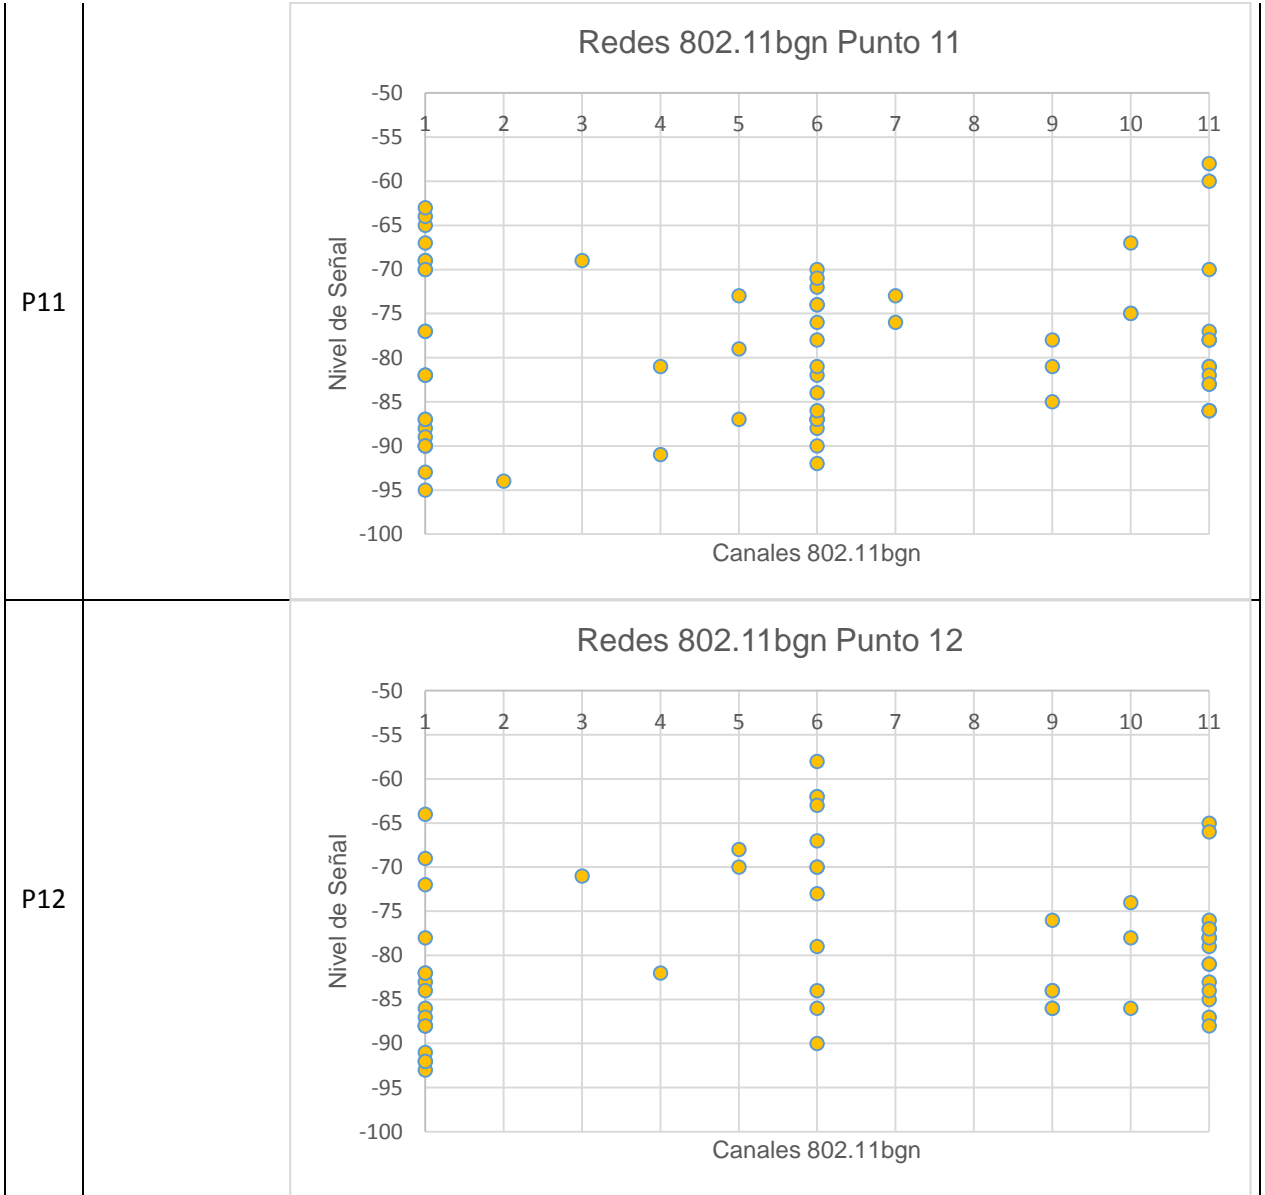 P11
Redes 802.11bgn Punto 11
-50
1 2 3 4 5 6 7 8 9 10 11
-55
-60
-65
-70
-75
-80
-85
-90
-95
-100
Nivel de Señal
Canales 802.11bgn
P12
Redes 802.11bgn Punto 12
-50
1 2 3 4 5 6 7 8 9 10 11
-55
-60
-65
-70
-75
-80
-85
-90
-95
-100
Nivel de Señal
Canales 802.11bgn